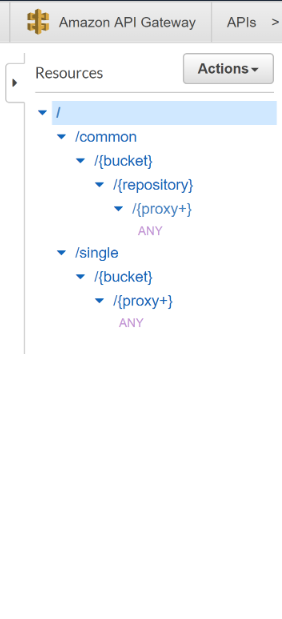 Amazon API Gateway APIs >
Resources Actions
/
/common
/{bucket}
/{repository}
/{proxy+}
ANY
/single
/{bucket}
/{proxy+}
ANY